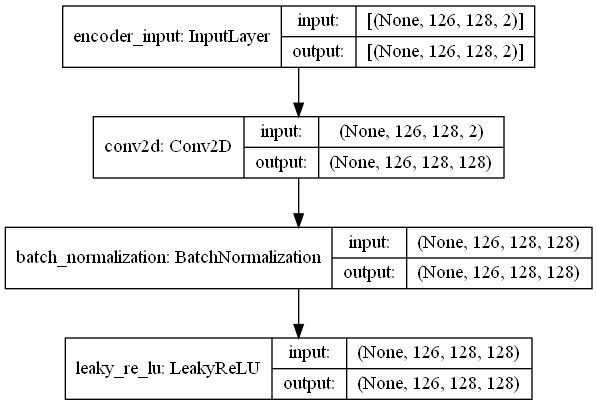 encoder_input: InputLayer
input: [(None, 126, 128, 2)]
output: [(None, 126, 128, 2)]
conv2d: Conv2D
input: (None, 126, 128, 2)
output: (None, 126, 128, 128)
batch_normalization: BatchNormalization
input: (None, 126, 128, 128)
output: (None, 126, 128, 128)
leaky_re_lu: LeakyReLU
input: (None, 126, 128, 128)
output: (None, 126, 128, 128)